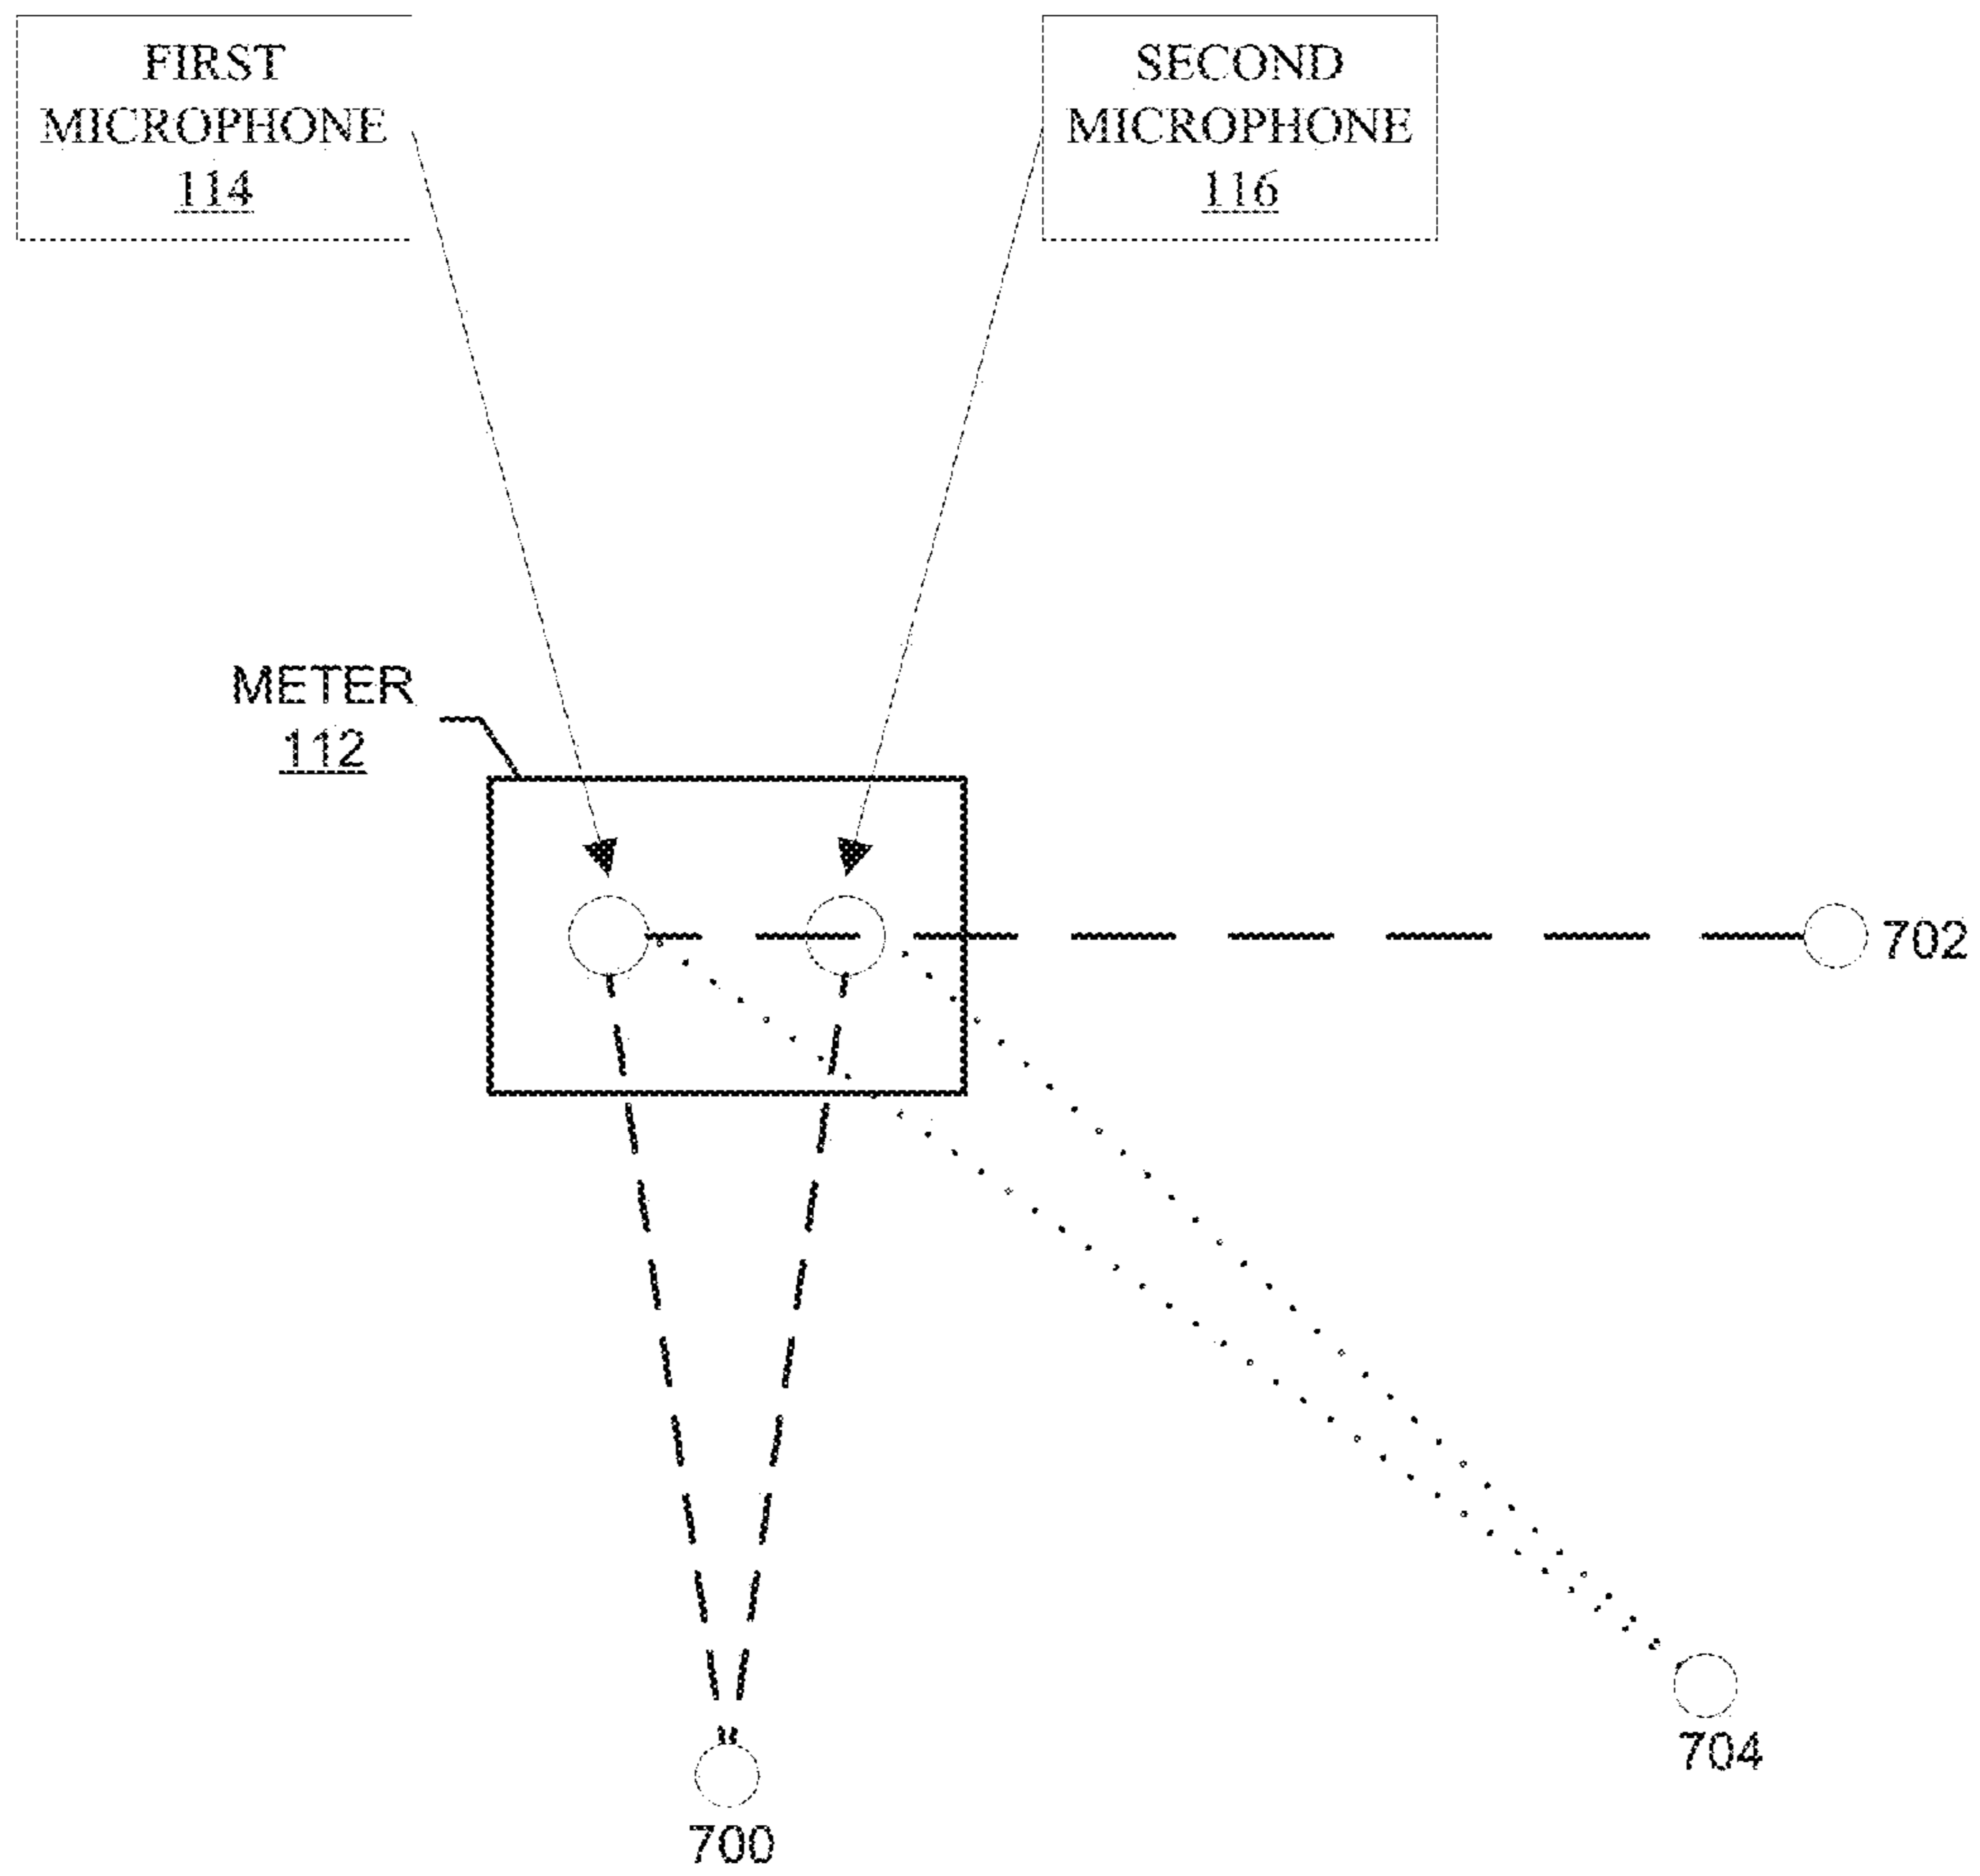 FIRST
MICROPHONE
114
SECOND
MICROPHONE
116
METER
112
702
704
700